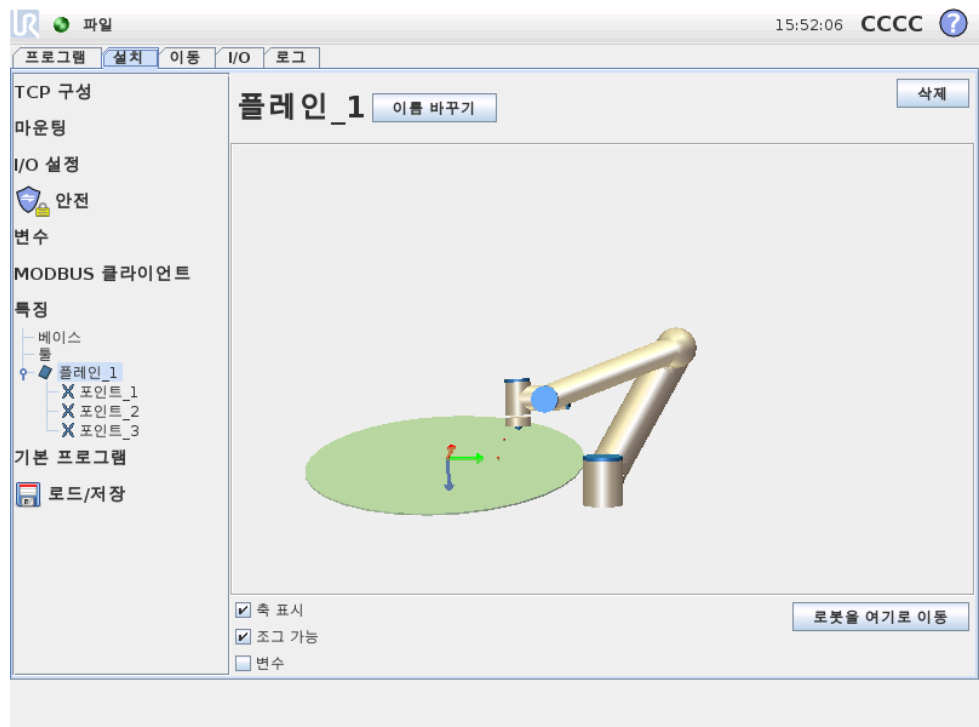 UR 파일 15:52:06 CCCC ?
프로그램 설치 이동 I/O 로그
TCP 구성
마운팅
I/O 설정
안전
변수
MODBUS 클라이언트
특징
베이스
툴
플레인_1
포인트_1
포인트_2
포인트_3
기본 프로그램
로드/저장
플레인_1 이름 바꾸기 삭제
축 표시
조그 가능
변수
로봇을 여기로 이동